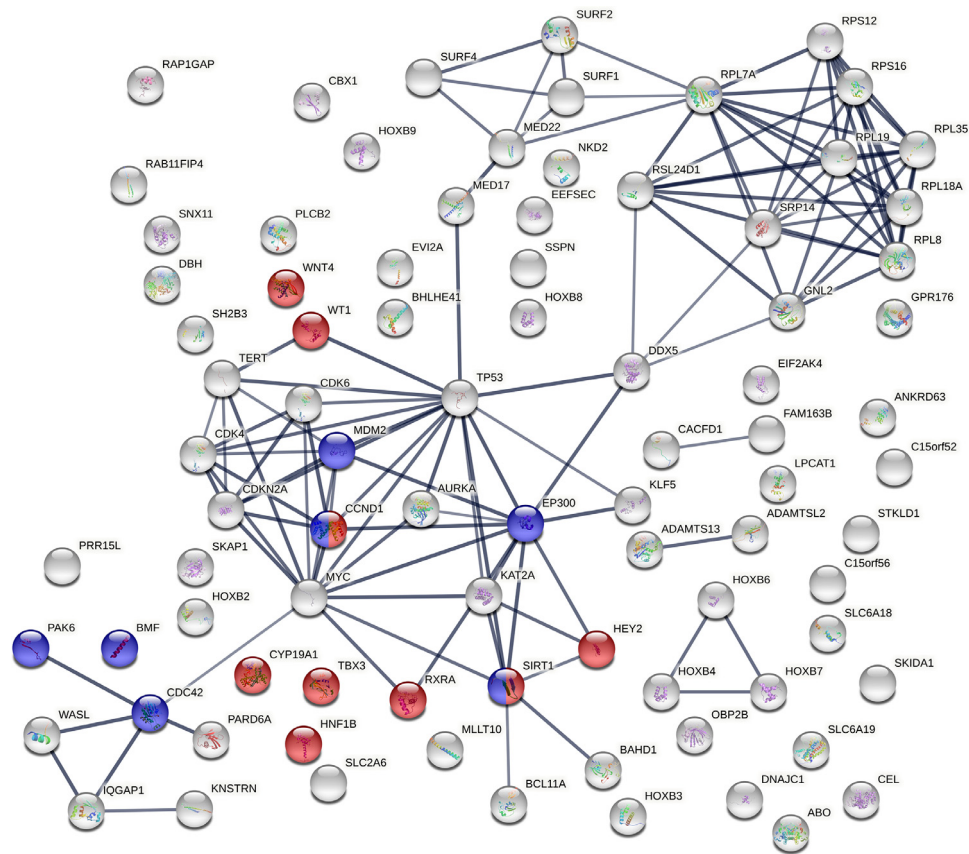 SURF2
RPS12
SURF4
RAP1GAP
CBX1
SURF1
RPL7A
RPS16
HOXB9
MED22
RPL19
RPL35
NKD2
RAB11FIP4
RSL24D1
MED17
EEFSEC
RPL18A
SRP14
SNX11
PLCB2
EVI2A
SSPN
RPL8
DBH
WNT4
GNL2
GPR176
BHLHE41
HOXB8
SH2B3
WT1
DDX5
TERT
EIF2AK4
TP53
CDK6
ANKRD63
FAM163B
CACFD1
MDM2
CDK4
C15orf52
LPCAT1
KLF5
CDKN2A
AURKA
EP300
CCND1
ADAMTSL2
STKLD1
ADAMTS13
PRR15L
SKAP1
C15orf56
MYC
KAT2A
HOXB6
HOXB2
SLC6A18
PAK6
BMF
HEY2
CYP19A1
TBX3
RXRA
SIRT1
HOXB4
HOXB7
SKIDA1
CDC42
WASL
PARD6A
HNF1B
OBP2B
MLLT10
SLC6A19
BAHD1
SLC2A6
IQGAP1
KNSTRN
BCL11A
HOXB3
DNAJC1
CEL
ABO